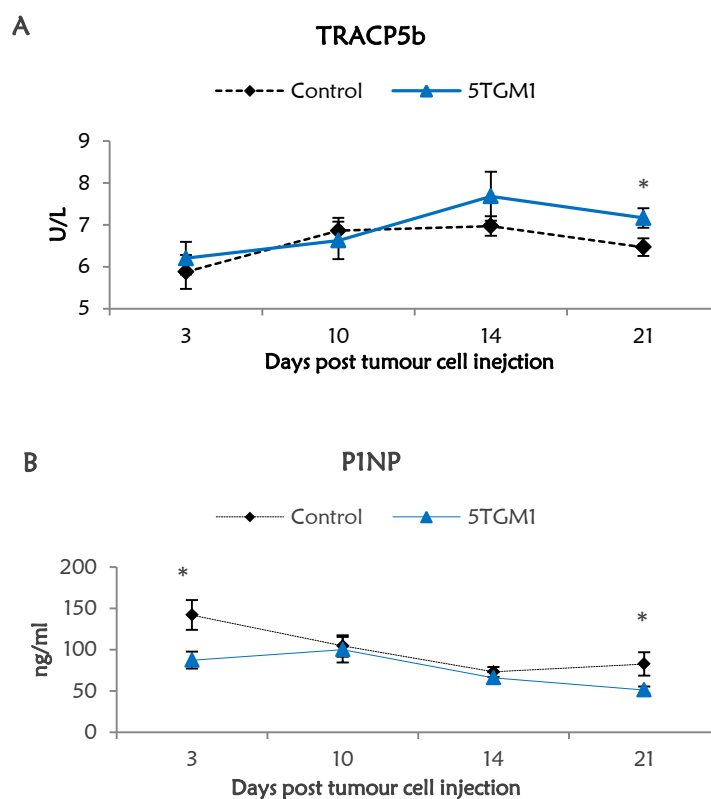 A
TRACP5b
Control 5TGM1
9
8
7
6
5
U/L
*
3 10 14 21
Days post tumour cell inejction
B
P1NP
Control 5TGM1
200
150
100
50
0
ng/ml
*
*
3 10 14 21
Days post tumour cell injection